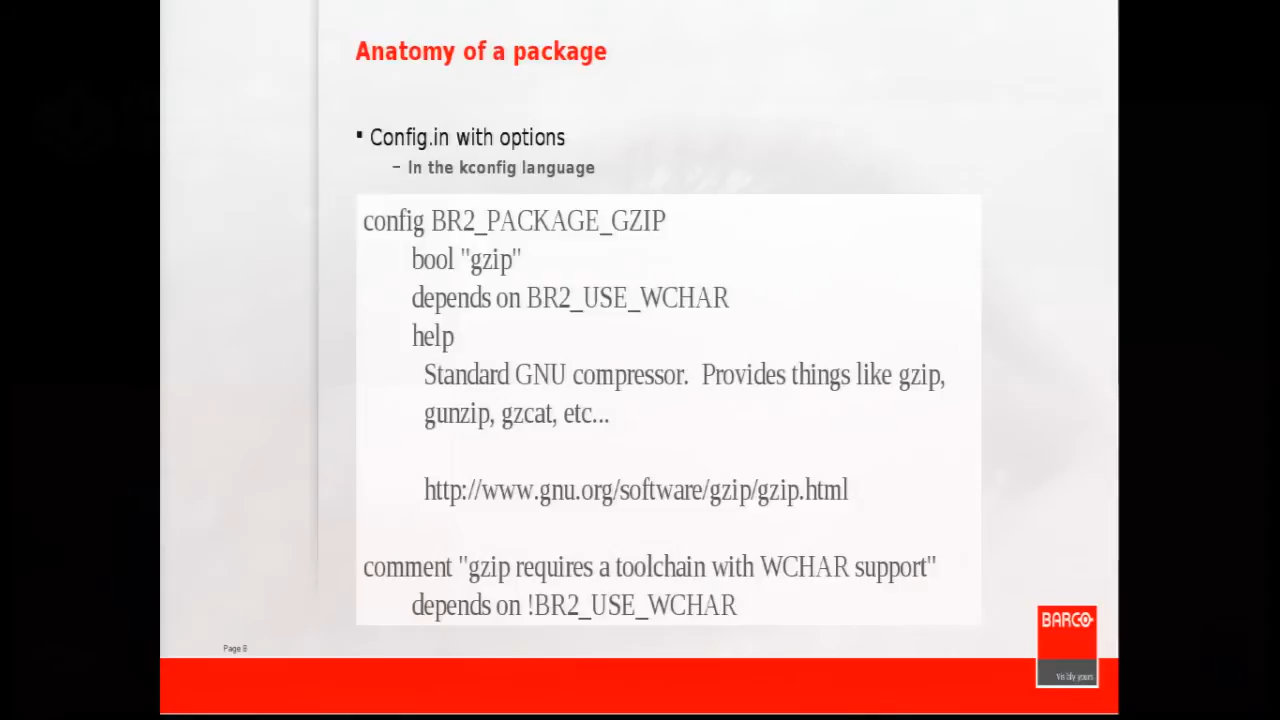 Anatomy of a package
▪ Config.in with options
– In the kconfig language
config BR2_PACKAGE_GZIP
bool "gzip"
depends on BR2_USE_WCHAR
help
Standard GNU compressor.  Provides things like gzip,
gunzip, gzcat, etc...
http://www.gnu.org/software/gzip/gzip.html
comment "gzip requires a toolchain with WCHAR support"
depends on !BR2_USE_WCHAR
BARCO
Visibly yours
Page 8